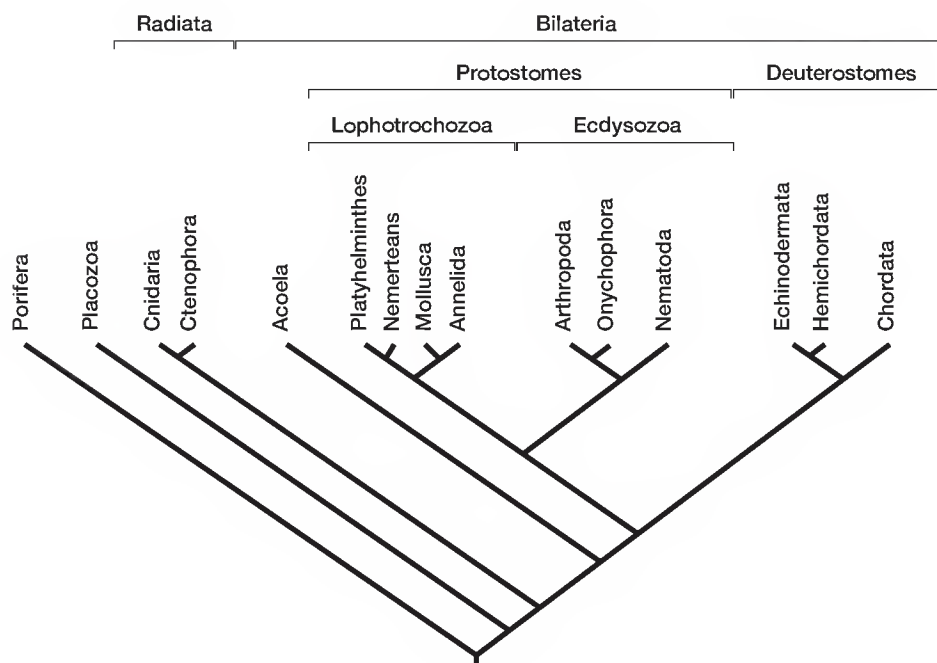 Radiata Bilateria
Protostomes Deuterostomes
Lophotrochozoa Ecdysozoa
Porifera
Placozoa
Cnidaria
Ctenophora
Acoela
Platyhelminthes
Nemerteans
Mollusca
Annelida
Arthropoda
Onychophora
Nematoda
Echinodermata
Hemichordata
Chordata